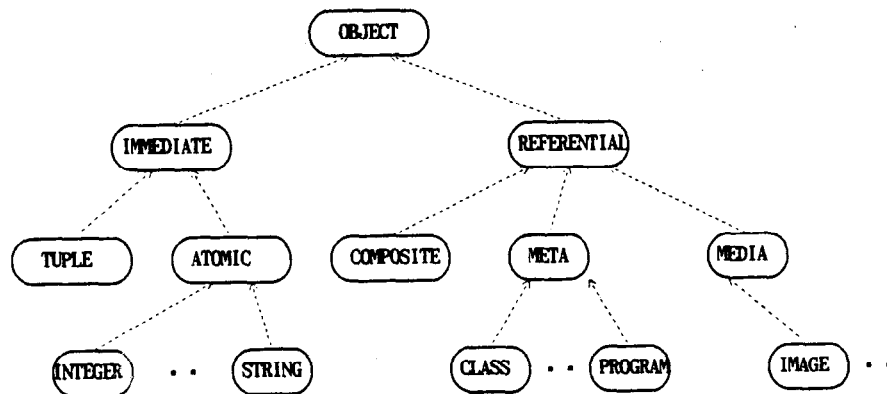 OBJECT
IMMEDIATE REFERENTIAL
TUPLE ATOMIC COMPOSITE META MEDIA
INTEGER · · STRING CLASS · · PROGRAM IMAGE · ·